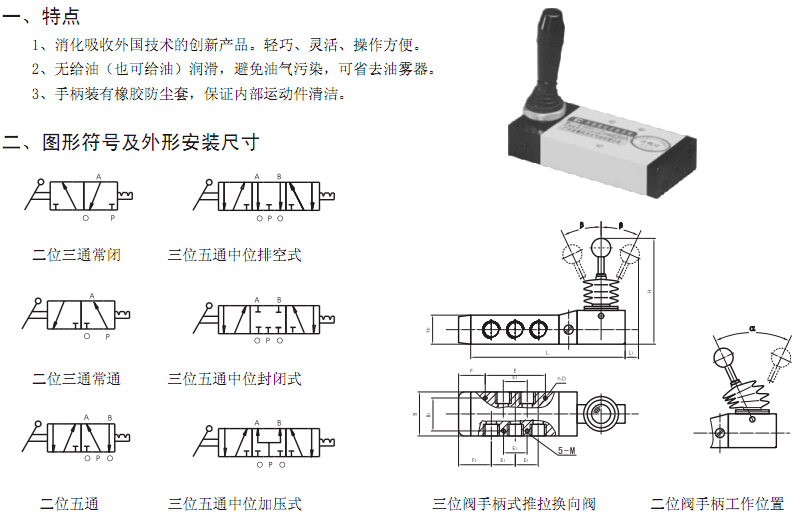 一、特点
1、消化吸收外国技术的创新产品。轻巧、灵活、操作方便。
2、无给油（也可给油）润滑，避免油气污染，可省去油雾器。
3、手柄装有橡胶防尘套，保证内部运动件清洁。
二、图形符号及外形安装尺寸
A
O P
二位三通常闭
A B
O P O
三位五通中位排空式
A
O P
二位三通常通
A B
O P O
三位五通中位封闭式
A B
O P O
二位五通
A B
O P O
三位五通中位加压式
β β
H
L L1
F E
E1
n-D
B
B1
5-M
E1
F1 E1 E1
三位阀手柄式推拉换向阀
α
二位阀手柄工作位置